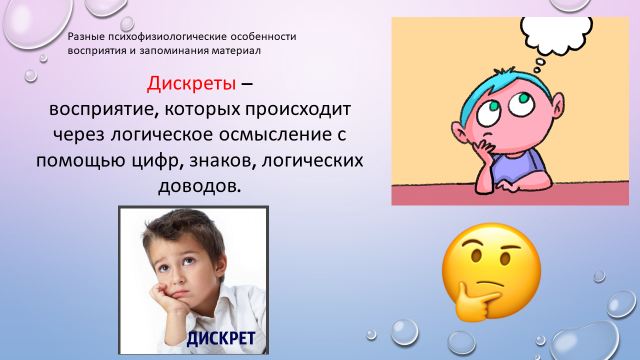 Разные психофизиологические особенности
восприятия и запоминания материал
Дискреты –
восприятие, которых происходит
через логическое осмысление с
помощью цифр, знаков, логических
доводов.
ДИСКРЕТ